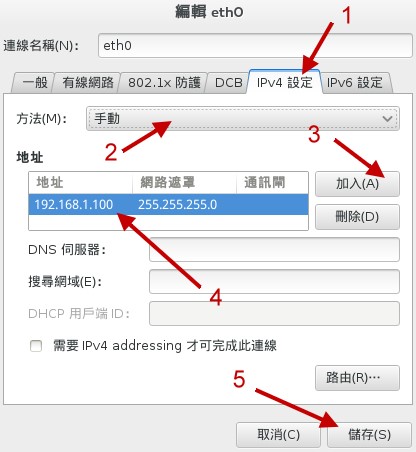 編輯 eth0
1
連線名稱(N): eth0
一般 有線網路 802.1x 防護 DCB IPv4 設定 IPv6 設定
方法(M): 手動
2
3
地址
地址 網路遮罩 通訊閘 加入(A)
192.168.1.100 255.255.255.0 刪除(D)
DNS 伺服器:
4
搜尋網域(E):
DHCP 用戶端 ID:
需要 IPv4 addressing 才可完成此連線
5
路由(R)…
取消(C) 儲存(S)